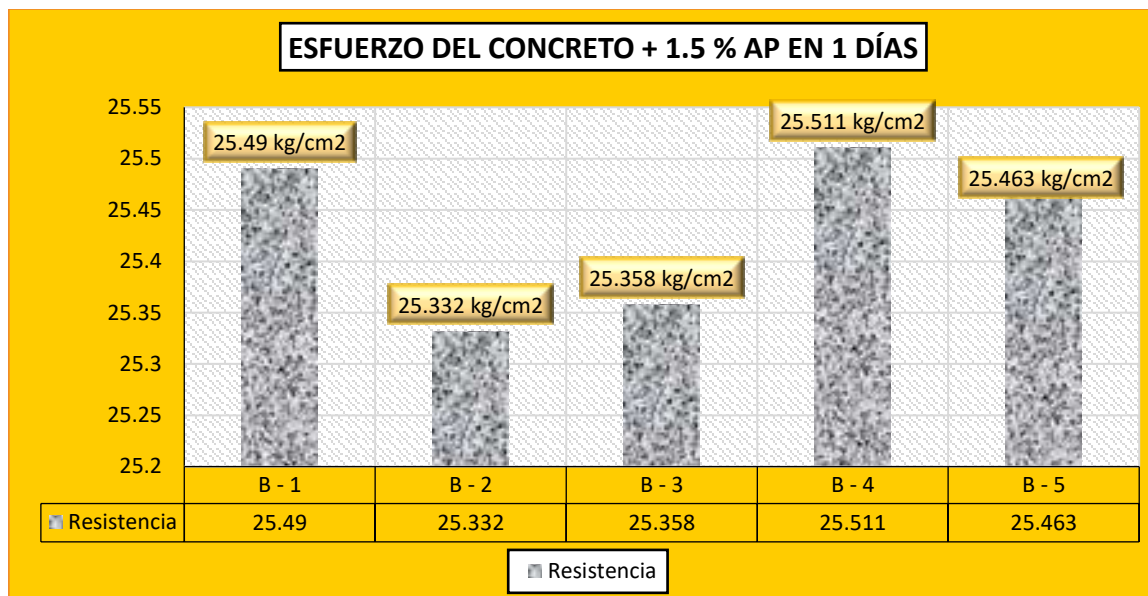 ESFUERZO DEL CONCRETO + 1.5 % AP EN 1 DÍAS
25.55
25.5
25.45
25.4
25.35
25.3
25.25
25.2
25.49 kg/cm2
25.332 kg/cm2
25.358 kg/cm2
25.511 kg/cm2
25.463 kg/cm2
B - 1 B - 2 B - 3 B - 4 B - 5
Resistencia 25.49 25.332 25.358 25.511 25.463
Resistencia